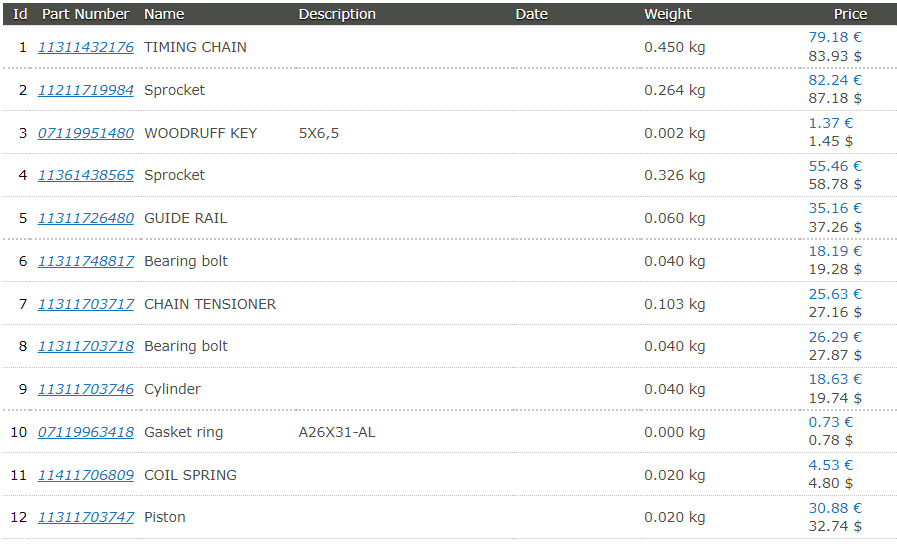 Id Part Number Name Description Date Weight Price
1 11311432176 TIMING CHAIN 0.450 kg 79.18 €
83.93 $
2 11211719984 Sprocket 0.264 kg 82.24 €
87.18 $
3 07119951480 WOODRUFF KEY 5X6,5 0.002 kg 1.37 €
1.45 $
4 11361438565 Sprocket 0.326 kg 55.46 €
58.78 $
5 11311726480 GUIDE RAIL 0.060 kg 35.16 €
37.26 $
6 11311748817 Bearing bolt 0.040 kg 18.19 €
19.28 $
7 11311703717 CHAIN TENSIONER 0.103 kg 25.63 €
27.16 $
8 11311703718 Bearing bolt 0.040 kg 26.29 €
27.87 $
9 11311703746 Cylinder 0.040 kg 18.63 €
19.74 $
10 07119963418 Gasket ring A26X31-AL 0.000 kg 0.73 €
0.78 $
11 11411706809 COIL SPRING 0.020 kg 4.53 €
4.80 $
12 11311703747 Piston 0.020 kg 30.88 €
32.74 $